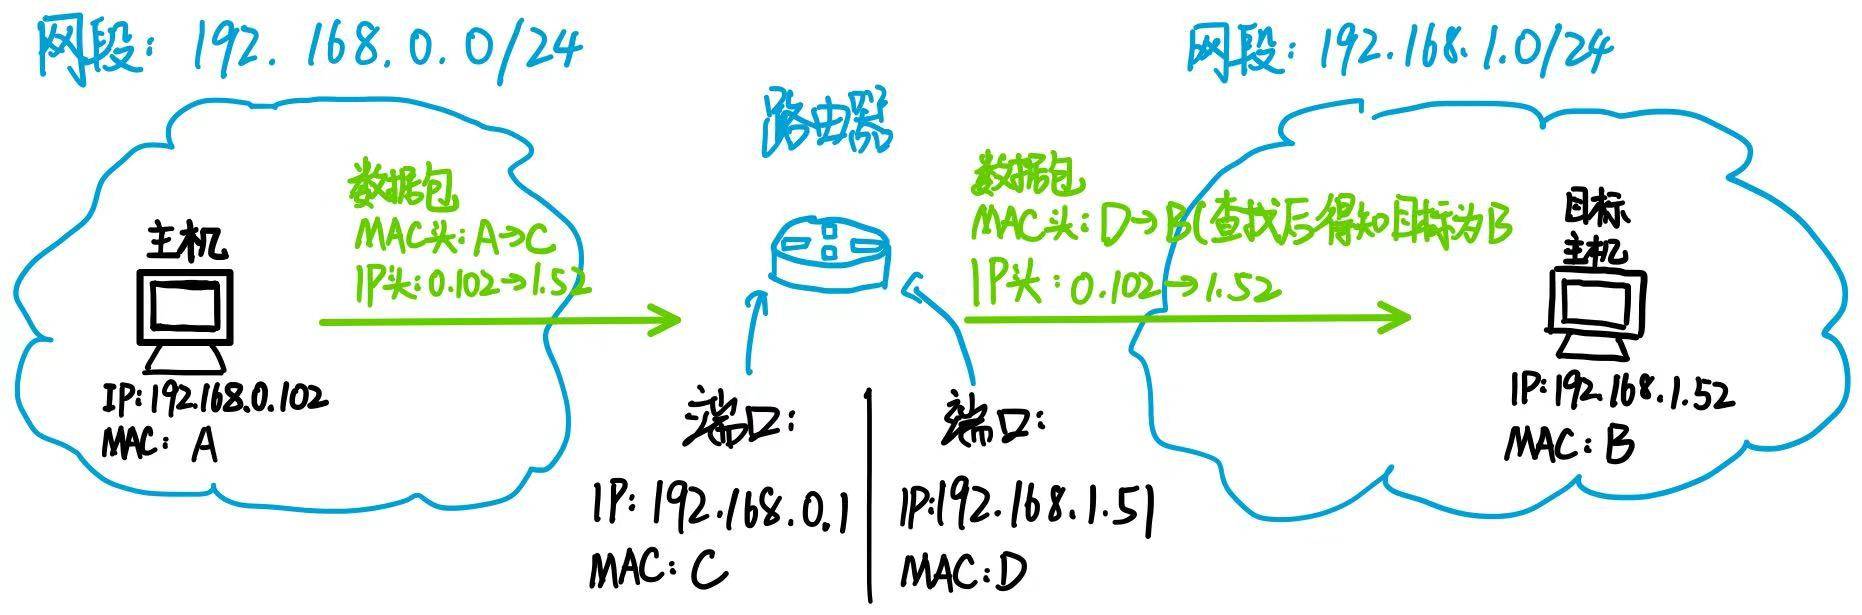 网段: 192.168.0.0/24
网段: 192.168.1.0/24
路由器
数据包
MAC头: A→C
IP头: 0.102→1.52
数据包
MAC头: D→B(查找后得知目标为B
IP头: 0.102→1.52
主机
IP:192.168.0.102
MAC: A
目标
主机
IP:192.168.1.52
MAC: B
端口:
IP: 192.168.0.1
MAC: C
端口:
IP:192.168.1.51
MAC:D